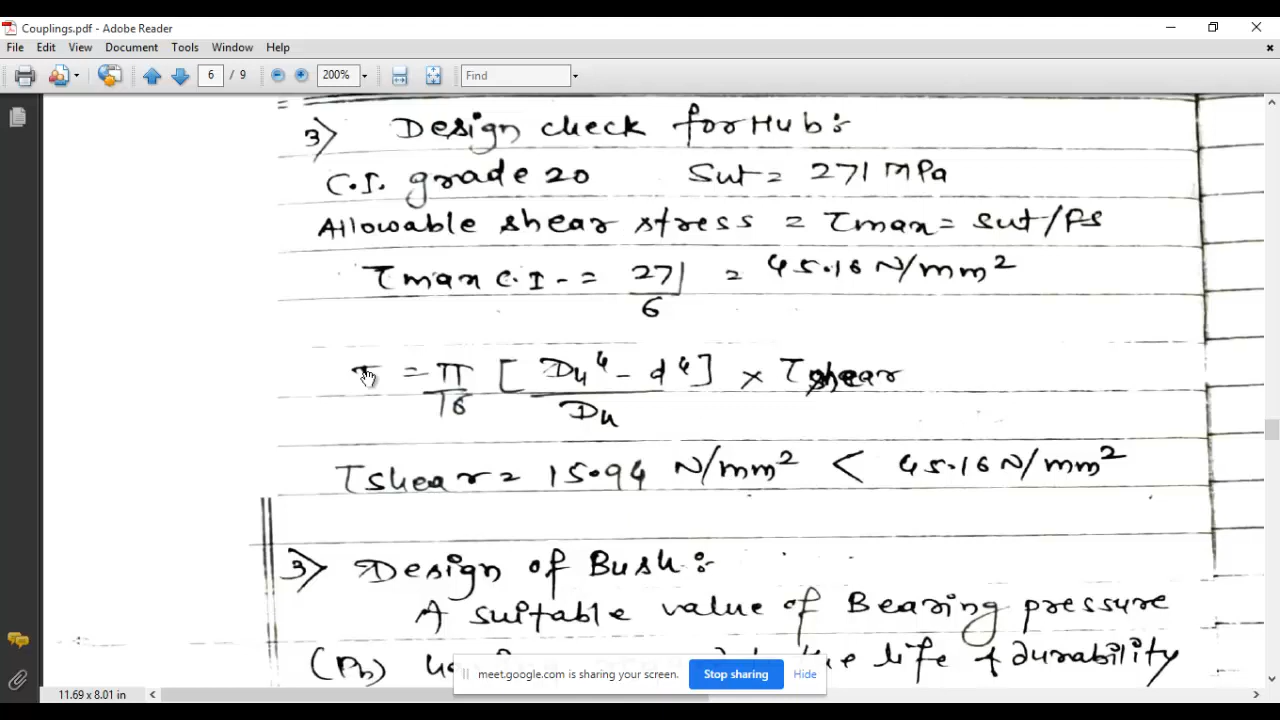 Couplings.pdf - Adobe Reader
File Edit View Document Tools Window Help
6 / 9 200% Find
3) Design check for Hub:
C.I. grade 20 Sut = 271 MPa
Allowable shear stress = τmax = Sut/fs
τmax C.I. = 271/6 = 45.16 N/mm²
= π/16 [DH⁴ - d⁴]/DH × τshear
τshear = 15.94 N/mm² < 45.16 N/mm²
3) Design of Bush:
A suitable value of Bearing pressure
(Pb) the life & durability
meet.google.com is sharing your screen. Stop sharing Hide
11.69 x 8.01 in